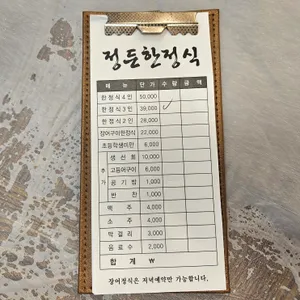 정든한정식
메뉴 단가 수량 금액
한정식4인 50,000
한정식3인 39,000 ✓
한정식2인 28,000
장어구이한정식 22,000
초등학생미만 8,000
추가 생선회 10,000
고등어구이 6,000
공기밥 1,000
반찬 1,000
맥주 4,000
소주 4,000
막걸리 3,000
음료수 2,000
합계 ₩
장어정식은 저녁예약만 가능합니다.